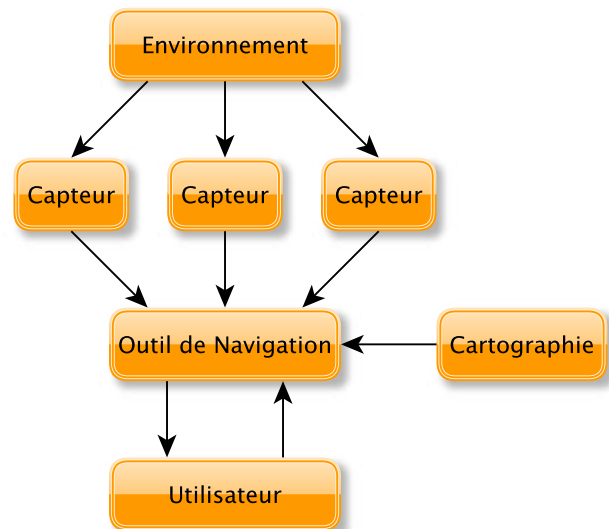 Environnement
Capteur
Capteur
Capteur
Outil de Navigation
Cartographie
Utilisateur